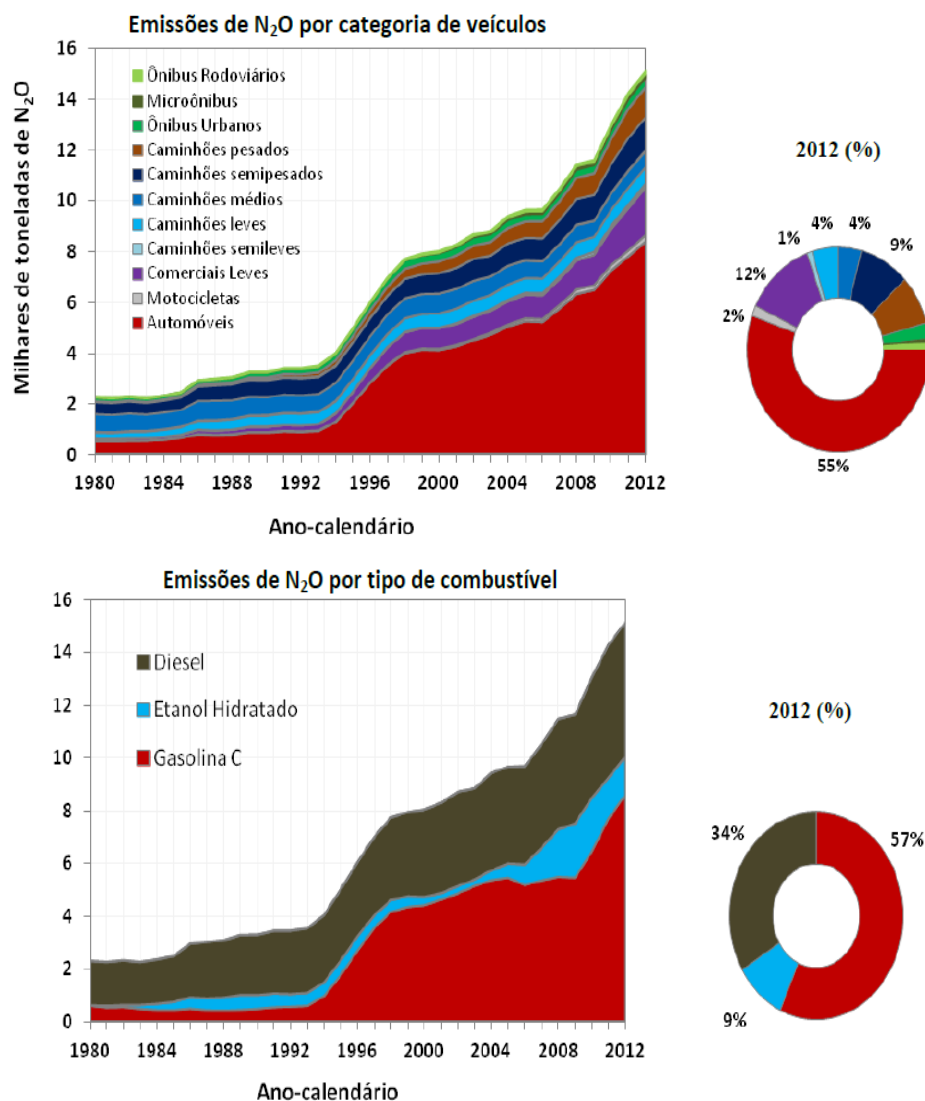 Emissões de N₂O por categoria de veículos
16
14
12
10
8
6
4
2
0
Milhares de toneladas de N₂O
Ônibus Rodoviários
Microônibus
Ônibus Urbanos
Caminhões pesados
Caminhões semipesados
Caminhões médios
Caminhões leves
Caminhões semileves
Comerciais Leves
Motocicletas
Automóveis
1980 1984 1988 1992 1996 2000 2004 2008 2012
Ano-calendário
2012 (%)
4% 4%
1% 9%
12%
2%
55%
Emissões de N₂O por tipo de combustível
16
14
12
10
8
6
4
2
0
Diesel
Etanol Hidratado
Gasolina C
1980 1984 1988 1992 1996 2000 2004 2008 2012
Ano-calendário
2012 (%)
34% 57%
9%